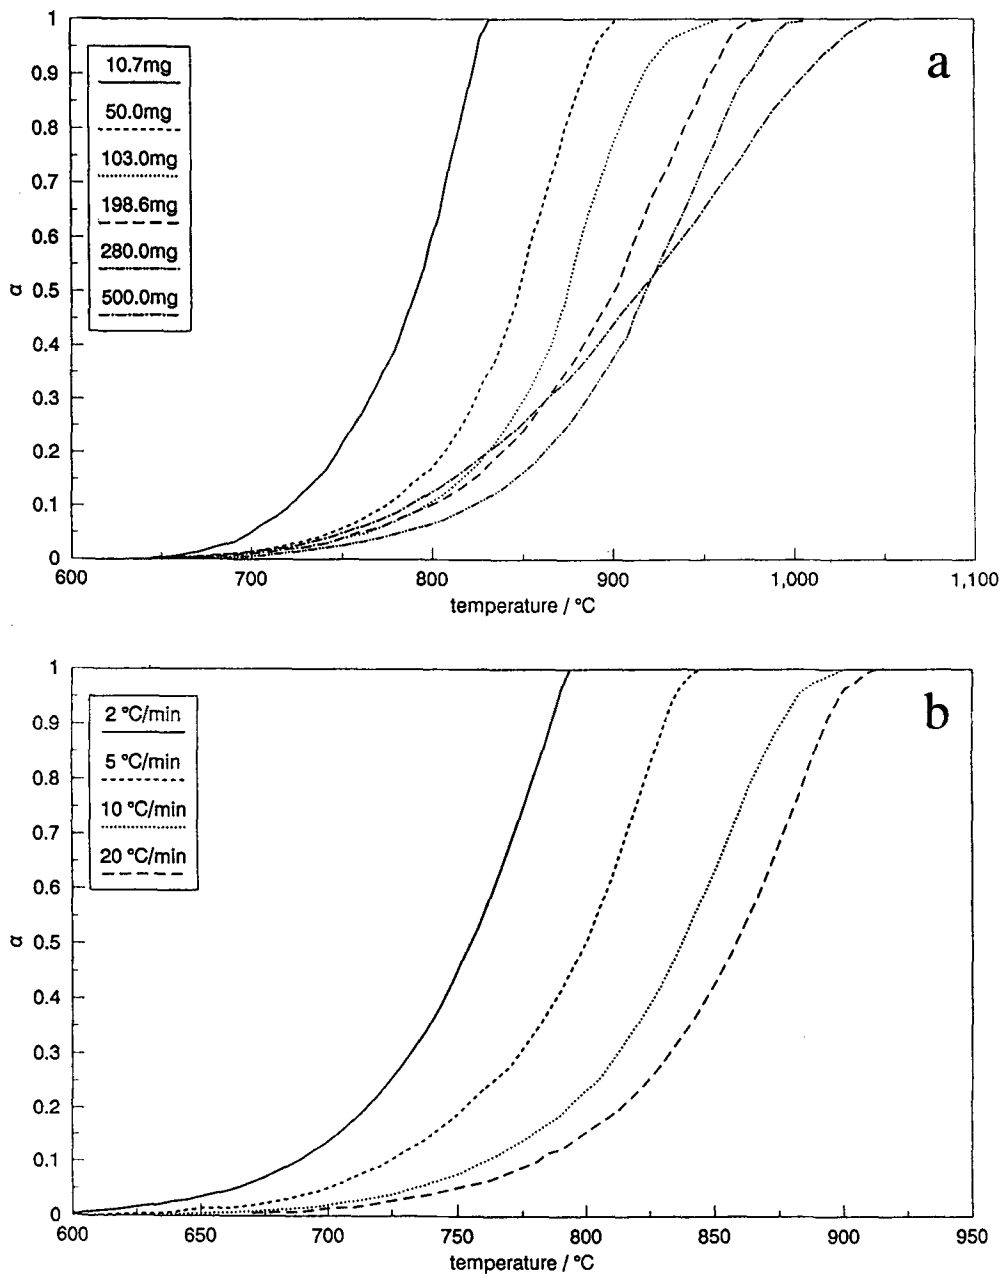 a
1
0.9
0.8
0.7
0.6
0.5
0.4
0.3
0.2
0.1
0
α
10.7mg
50.0mg
103.0mg
198.6mg
280.0mg
500.0mg
600 700 800 900 1,000 1,100
temperature / °C
b
1
0.9
0.8
0.7
0.6
0.5
0.4
0.3
0.2
0.1
0
α
2 °C/min
5 °C/min
10 °C/min
20 °C/min
600 650 700 750 800 850 900 950
temperature / °C